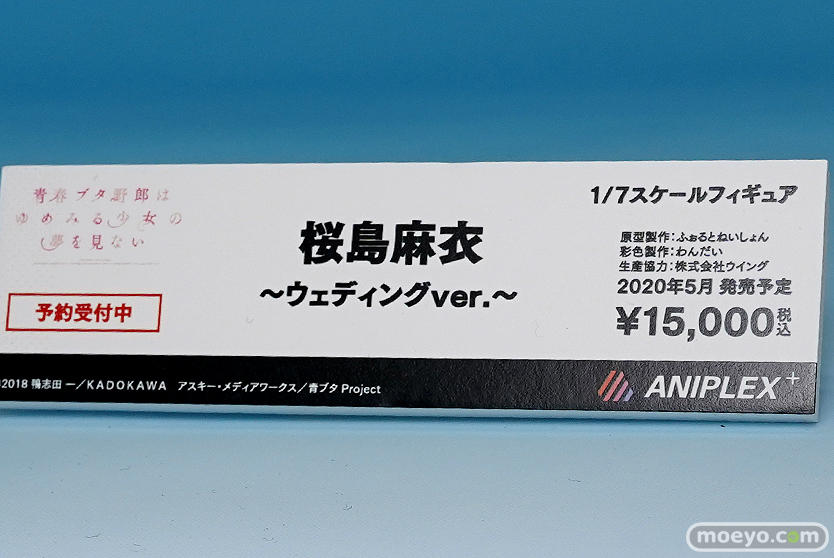 青春ブタ野郎は
ゆめみる少女の
夢を見ない
予約受付中
桜島麻衣
～ウェディングver.～
1/7スケールフィギュア
原型製作：ふぉるとねいしょん
彩色製作：わんだい
生産協力：株式会社ウイング
2020年5月 発売予定
¥15,000税込
©2018 鴨志田 一／KADOKAWA アスキー・メディアワークス／青ブタ Project
ANIPLEX+
moeyo.com